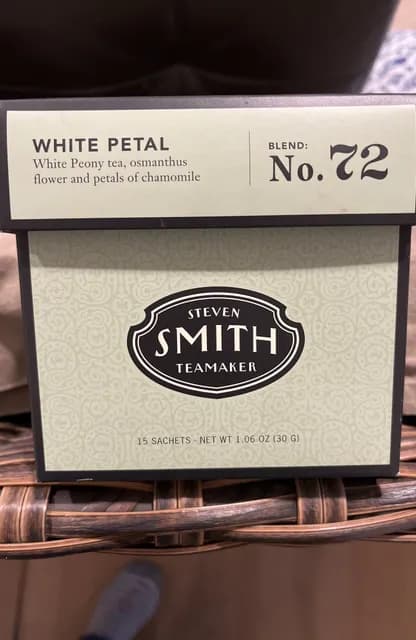 WHITE PETAL
White Peony tea, osmanthus
flower and petals of chamomile
BLEND:
No. 72
STEVEN
SMITH
TEAMAKER
15 SACHETS - NET WT 1.06 OZ (30 G)